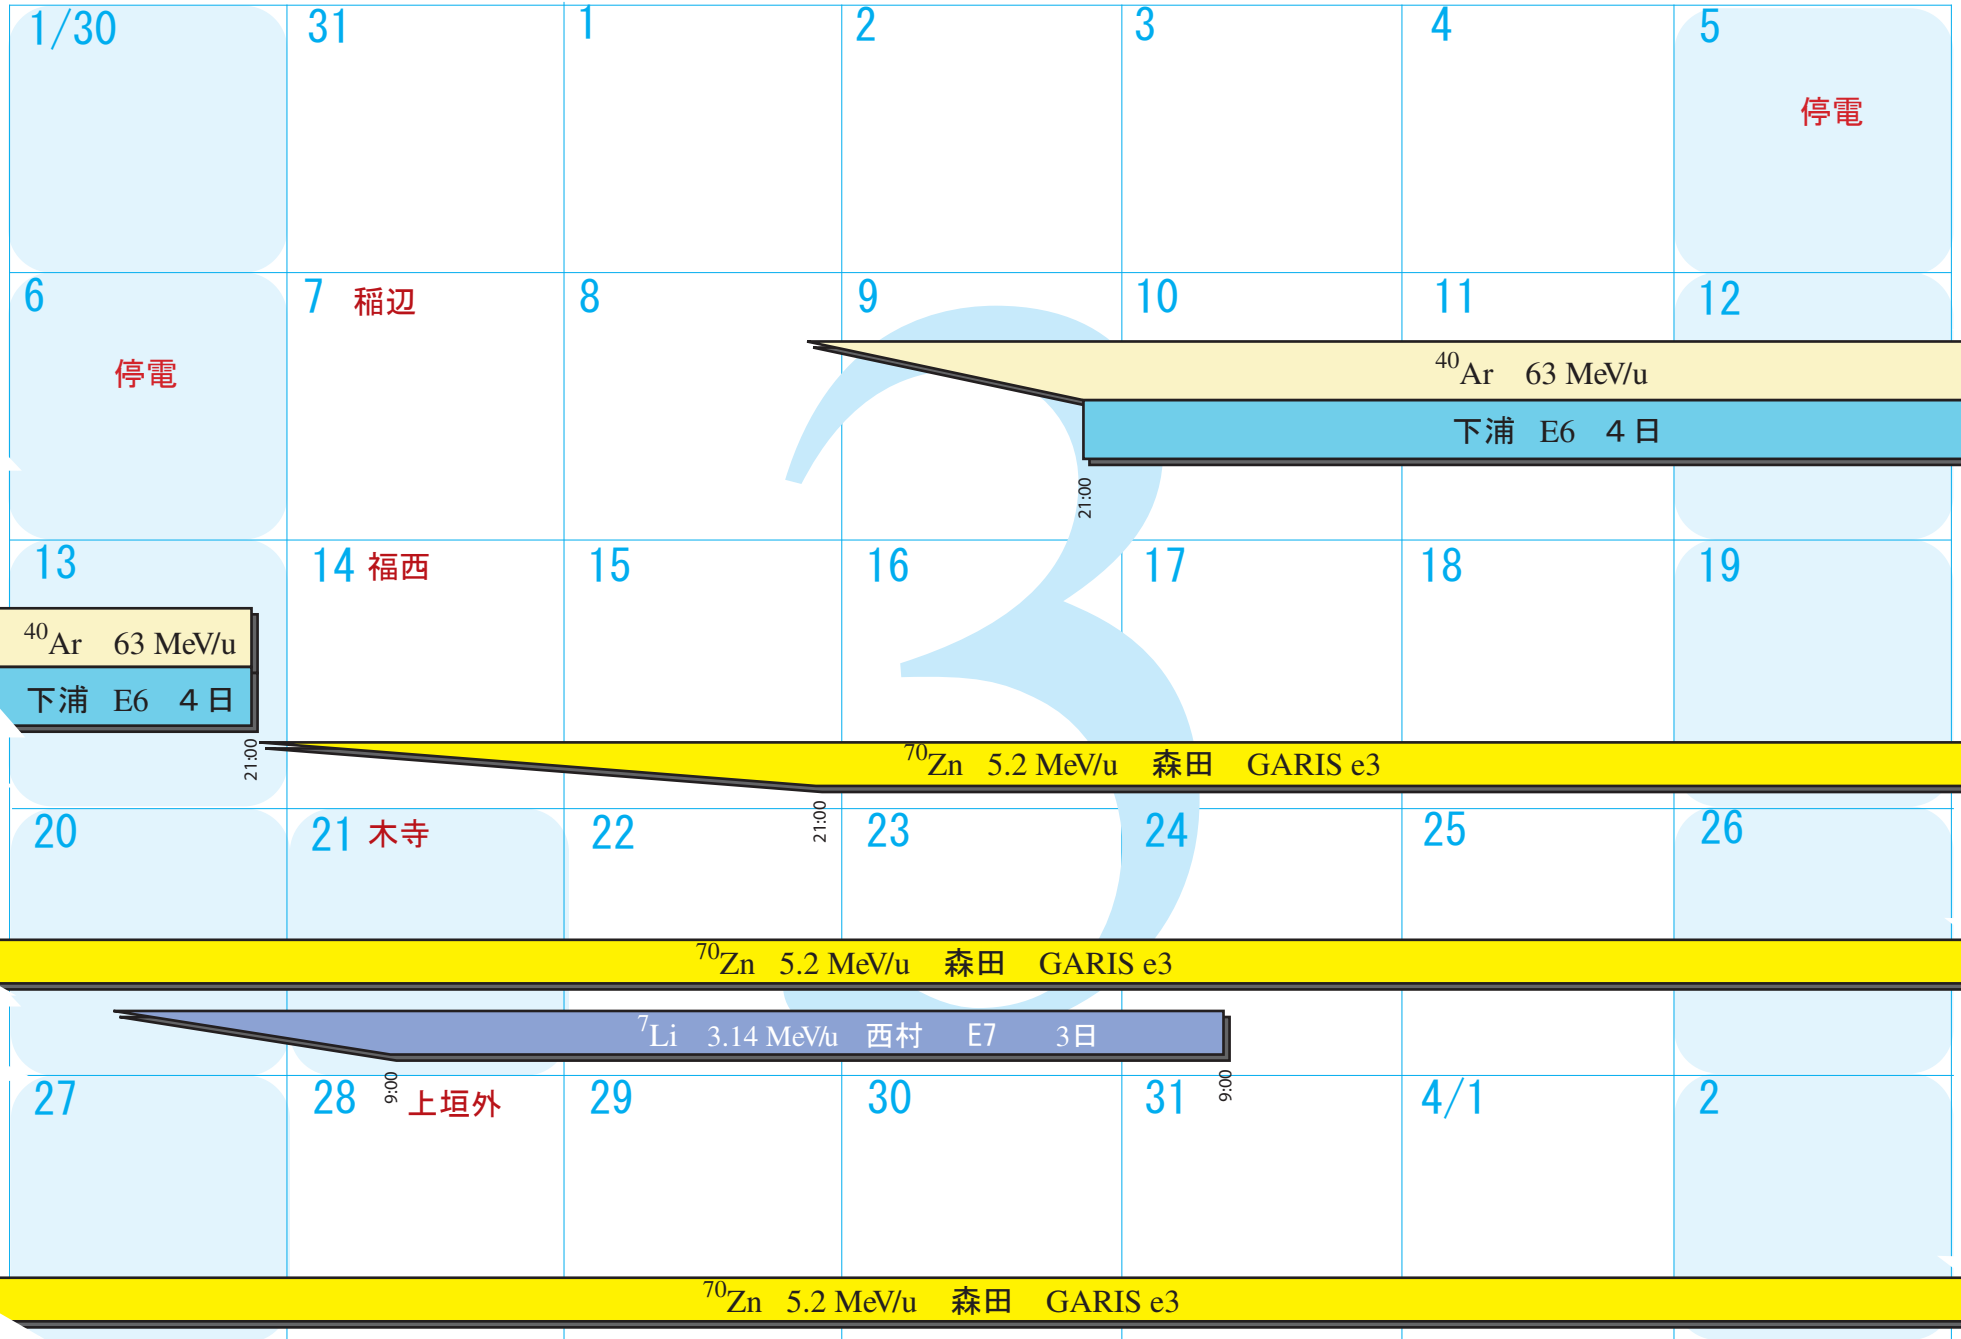 1/30 31 1 2 3 4 5
停電
6 7 稲辺 8 9 10 11 12
停電
⁴⁰Ar 63 MeV/u
下浦 E6 4日
21:00
13 14 福西 15 16 17 18 19
⁴⁰Ar 63 MeV/u
下浦 E6 4日
21:00
⁷⁰Zn 5.2 MeV/u 森田 GARIS e3
21:00
20 21 木寺 22 23 24 25 26
⁷⁰Zn 5.2 MeV/u 森田 GARIS e3
⁷Li 3.14 MeV/u 西村 E7 3日
9:00 9:00
27 28 上垣外 29 30 31 4/1 2
⁷⁰Zn 5.2 MeV/u 森田 GARIS e3
3